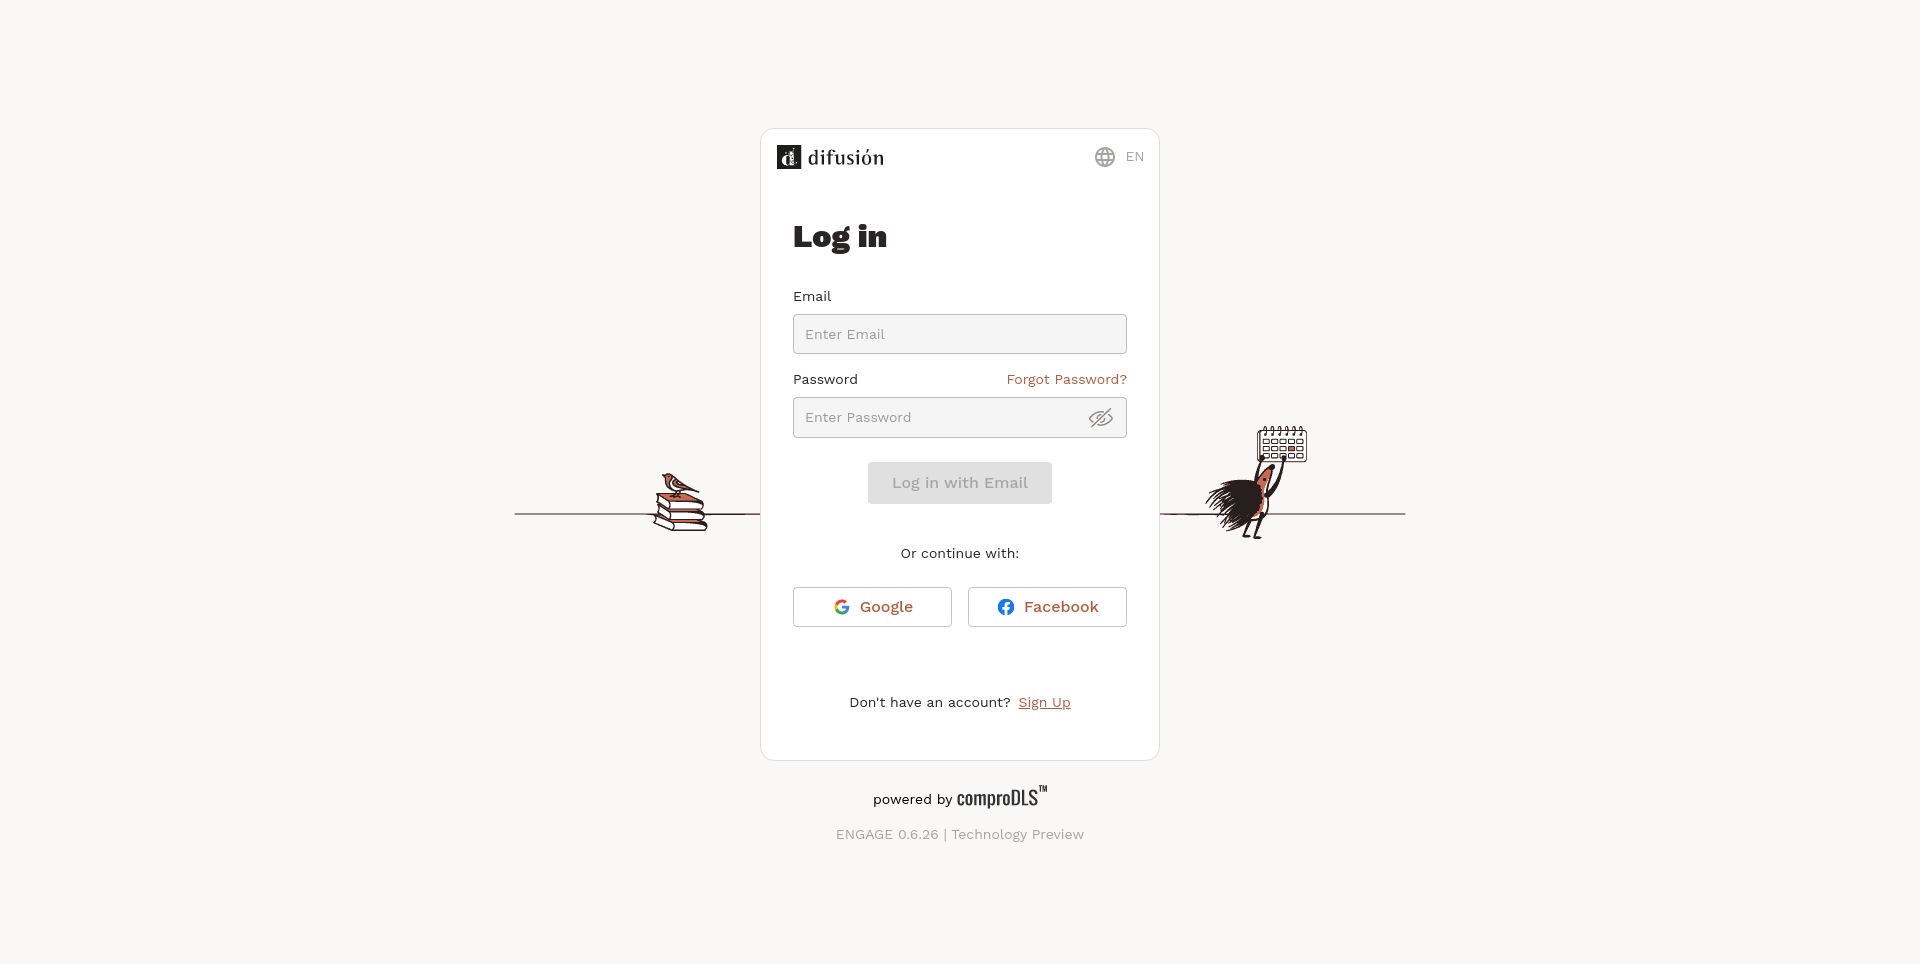 difusión
EN
Log in
Email
Enter Email
Password
Forgot Password?
Enter Password
Log in with Email
Or continue with:
Google
Facebook
Don't have an account? Sign Up
powered by comproDLS™
ENGAGE 0.6.26 | Technology Preview